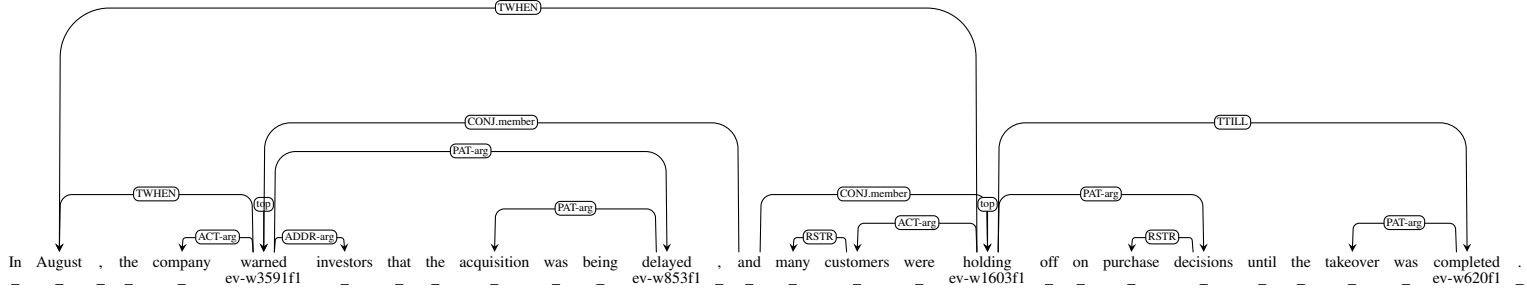 TWHEN
CONJ.member TTILL
PAT-arg
TWHEN top CONJ.member top PAT-arg
PAT-arg ACT-arg PAT-arg
ACT-arg ADDR-arg RSTR RSTR
In August , the company warned investors that the acquisition was being delayed , and many customers were holding off on purchase decisions until the takeover was completed .
_ _ _ _ _ ev-w3591f1 _ _ _ _ _ _ ev-w853f1 _ _ _ _ _ ev-w1603f1 _ _ _ _ _ _ _ _ ev-w620f1 _